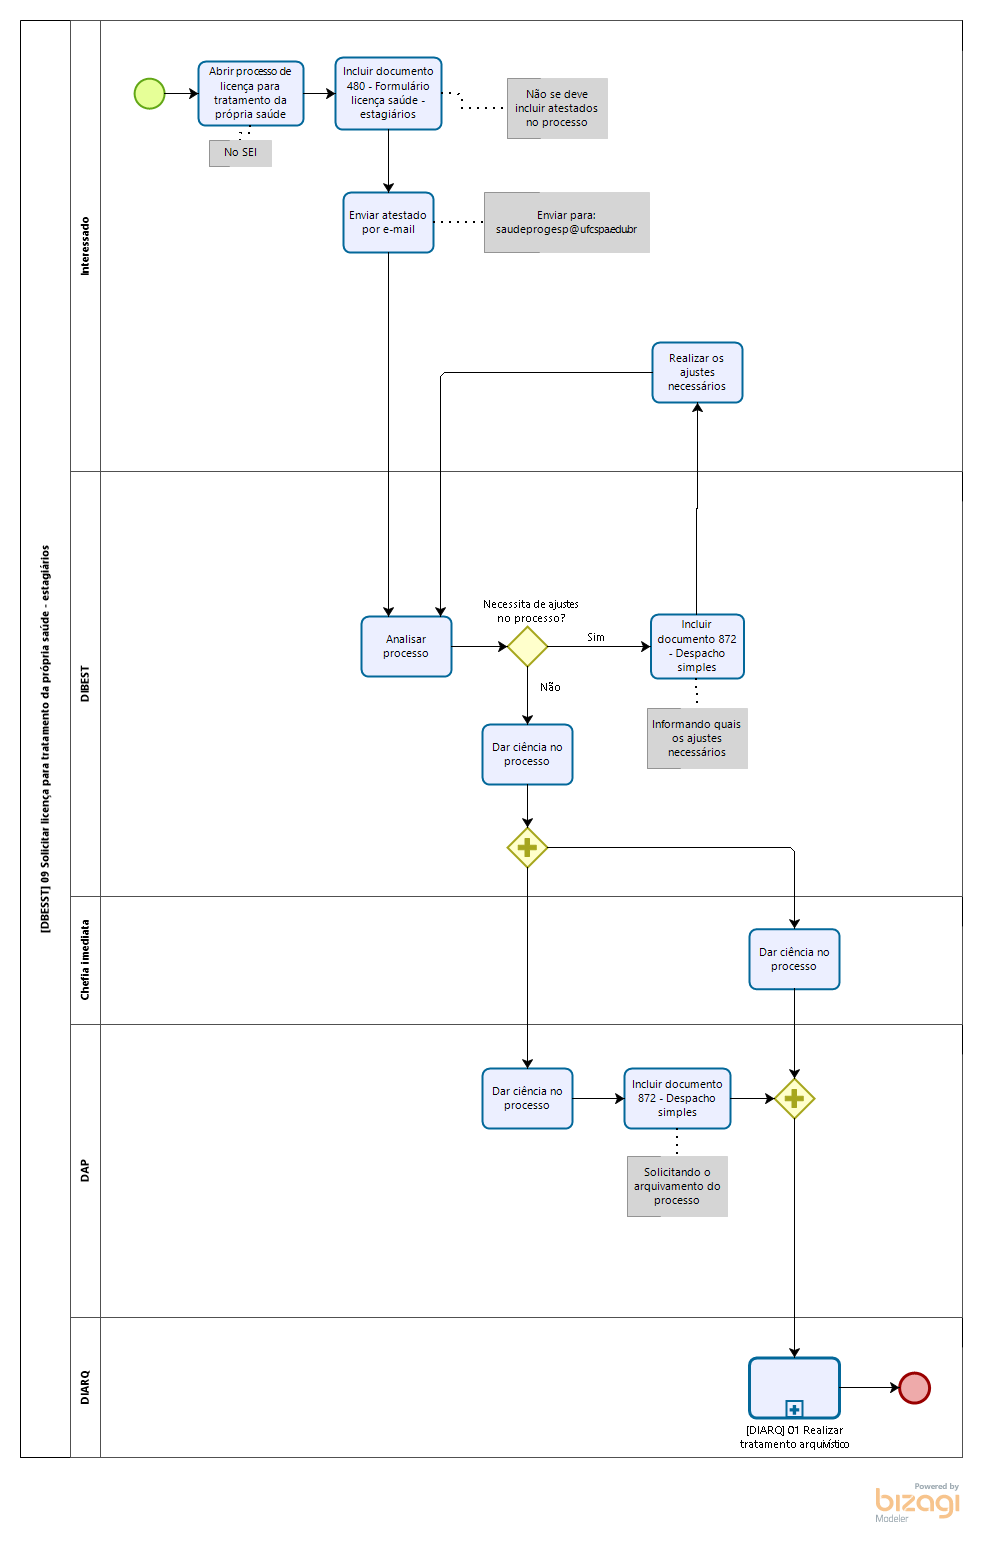 [DBESST] 09 Solicitar licença para tratamento da própria saúde - estagiários
Interessado
Abrir processo de
licença para
tratamento da
própria saúde
No SEI
Incluir documento
480 - Formulário
licença saúde -
estagiários
Não se deve
incluir atestados
no processo
Enviar atestado
por e-mail
Enviar para:
saudeprogesp@ufcspa.edu.br
Realizar os
ajustes
necessários
DIBEST
Analisar
processo
Necessita de ajustes
no processo?
Sim
Incluir
documento 872
- Despacho
simples
Informando quais
os ajustes
necessários
Não
Dar ciência no
processo
Chefia imediata
Dar ciência no
processo
DAP
Dar ciência no
processo
Incluir documento
872 - Despacho
simples
Solicitando o
arquivamento do
processo
DIARQ
[DIARQ] 01 Realizar
tratamento arquivístico
Powered by
bizagi
Modeler